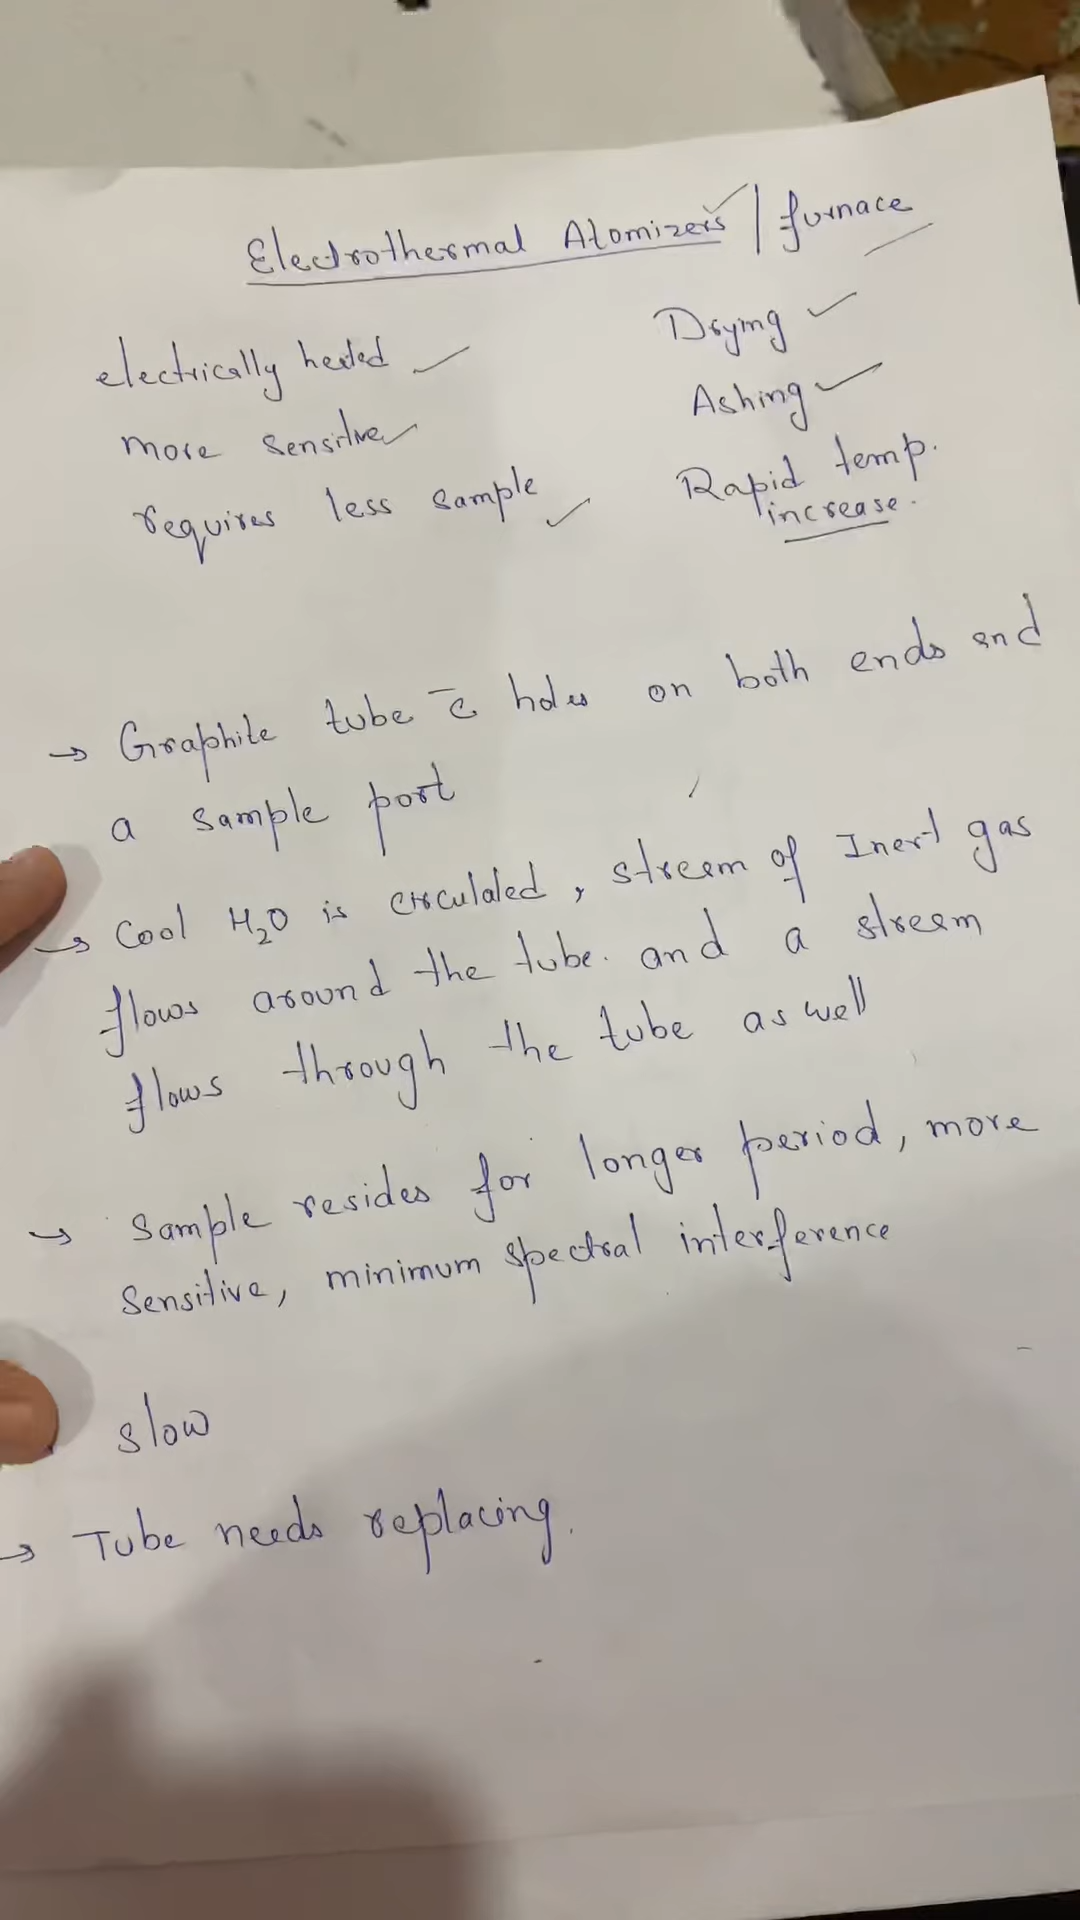 Electrothermal Atomizers / furnace
electrically heated
more sensitive
requires less sample
Drying
Ashing
Rapid temp.
increase.
→ Graphite tube c̄ holes on both ends and
a sample port
→ Cool H₂O is circulated, stream of Inert gas
flows around the tube. and a stream
flows through the tube as well
→ Sample resides for longer period, more
Sensitive, minimum spectral interference
slow
→ Tube needs replacing.